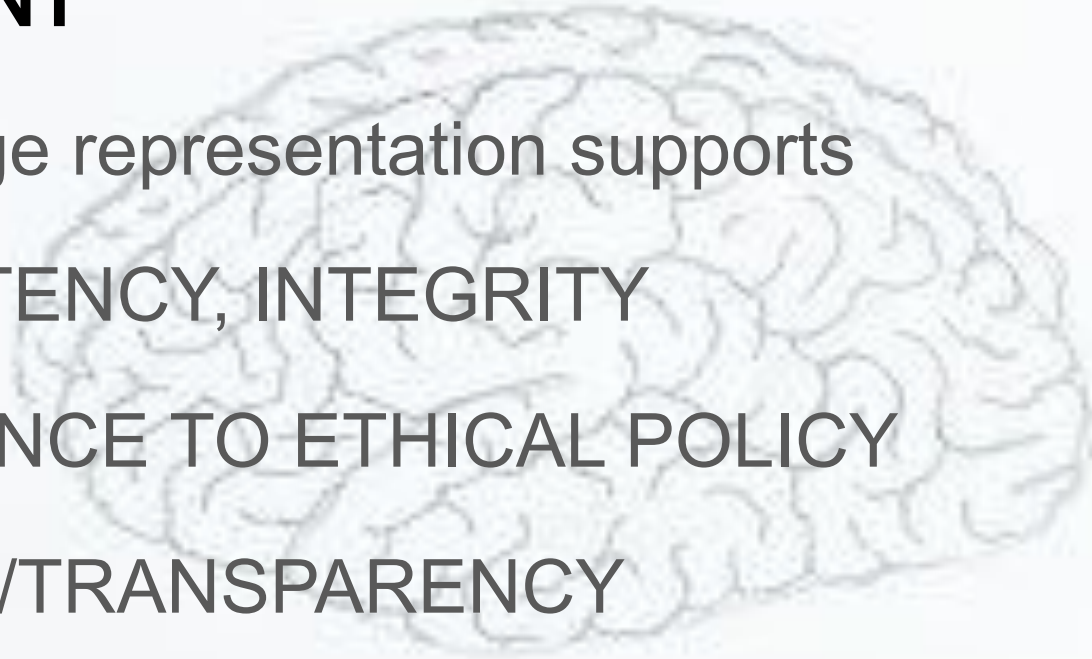 NT
ge representation supports
TENCY, INTEGRITY
NCE TO ETHICAL POLICY
/TRANSPARENCY